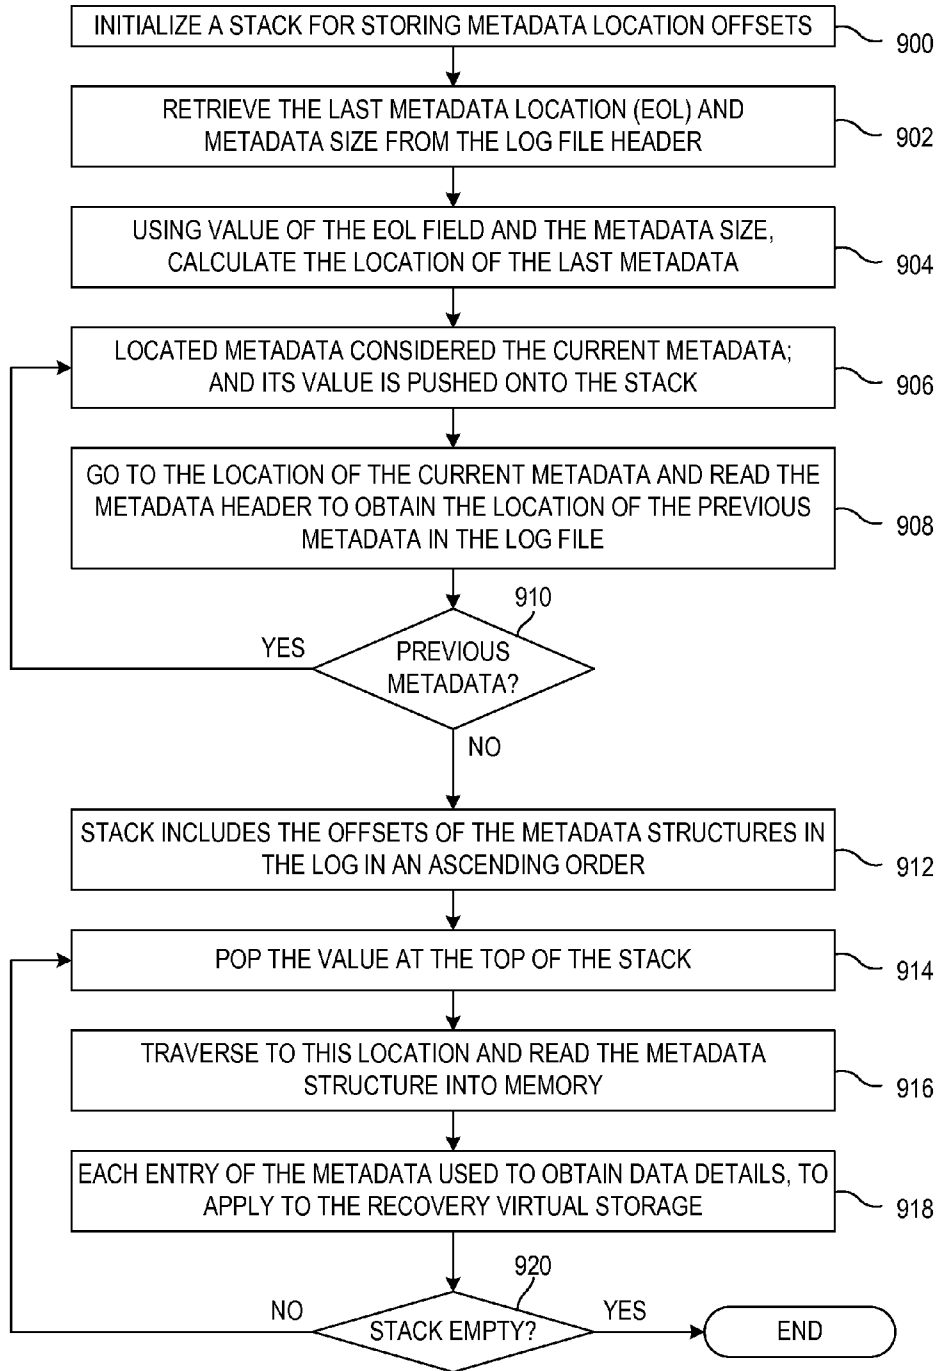 INITIALIZE A STACK FOR STORING METADATA LOCATION OFFSETS
900
RETRIEVE THE LAST METADATA LOCATION (EOL) AND
METADATA SIZE FROM THE LOG FILE HEADER
902
USING VALUE OF THE EOL FIELD AND THE METADATA SIZE,
CALCULATE THE LOCATION OF THE LAST METADATA
904
LOCATED METADATA CONSIDERED THE CURRENT METADATA;
AND ITS VALUE IS PUSHED ONTO THE STACK
906
GO TO THE LOCATION OF THE CURRENT METADATA AND READ THE
METADATA HEADER TO OBTAIN THE LOCATION OF THE PREVIOUS
METADATA IN THE LOG FILE
908
910
YES
PREVIOUS
METADATA?
NO
STACK INCLUDES THE OFFSETS OF THE METADATA STRUCTURES IN
THE LOG IN AN ASCENDING ORDER
912
POP THE VALUE AT THE TOP OF THE STACK
914
TRAVERSE TO THIS LOCATION AND READ THE METADATA
STRUCTURE INTO MEMORY
916
EACH ENTRY OF THE METADATA USED TO OBTAIN DATA DETAILS, TO
APPLY TO THE RECOVERY VIRTUAL STORAGE
918
920
NO
STACK EMPTY?
YES
END